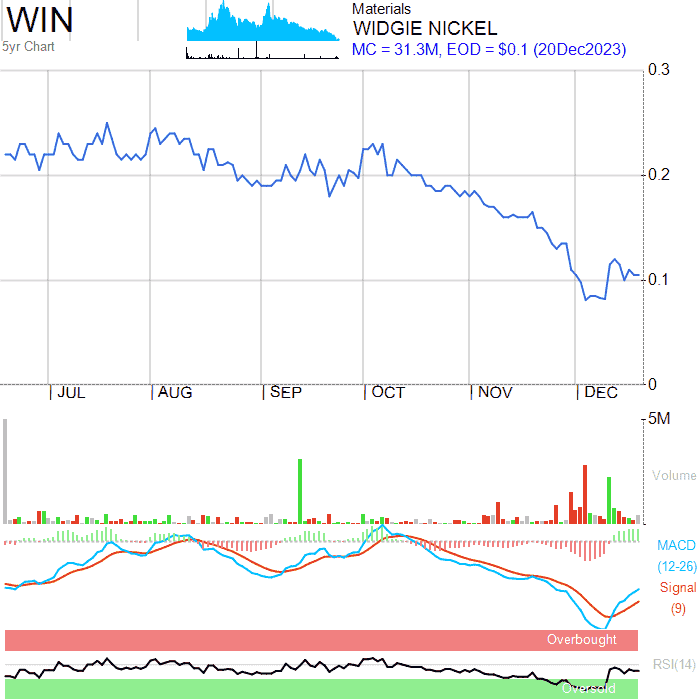 WIN
5yr Chart
Materials
WIDGIE NICKEL
MC = 31.3M, EOD = $0.1 (20Dec2023)
0.3
0.2
0.1
0
JUL AUG SEP OCT NOV DEC
5M
Volume
MACD
(12-26)
Signal
(9)
Overbought
RSI(14)
Oversold